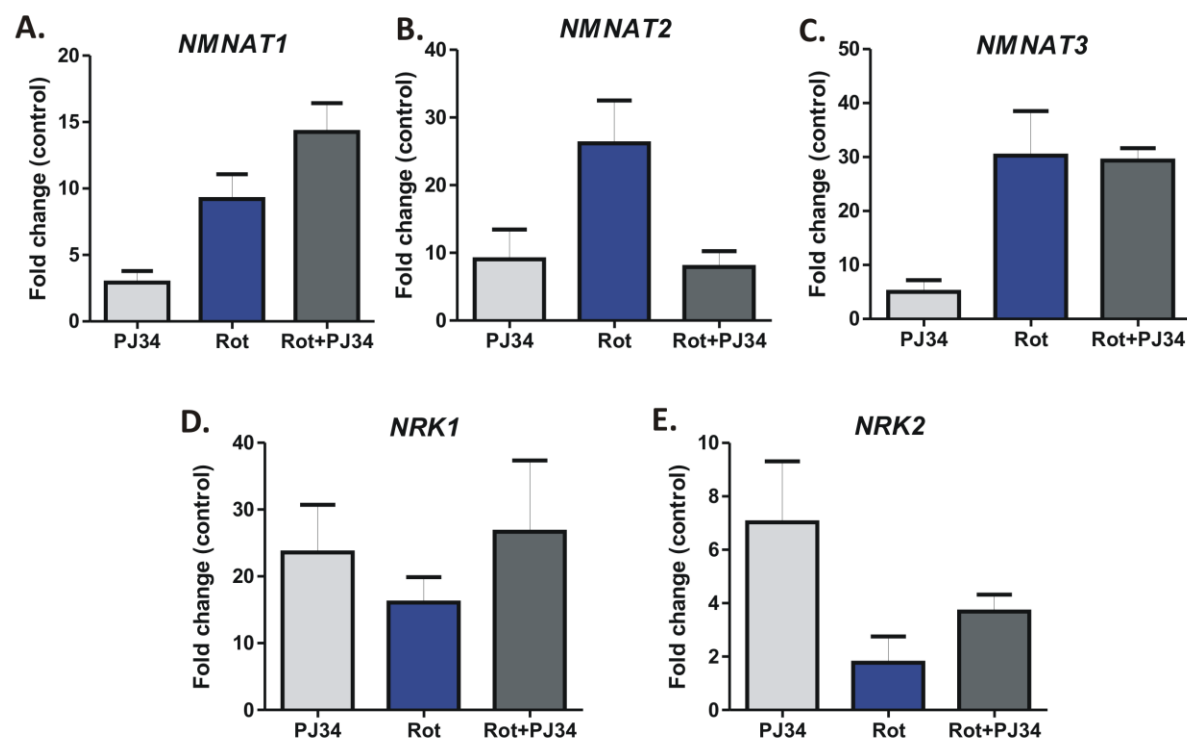 A.
NMNAT1
Fold change (control)
20
15
10
5
0
PJ34 Rot Rot+PJ34
B.
NMNAT2
Fold change (control)
40
30
20
10
0
PJ34 Rot Rot+PJ34
C.
NMNAT3
Fold change (control)
50
40
30
20
10
0
PJ34 Rot Rot+PJ34
D.
NRK1
Fold change (control)
40
30
20
10
0
PJ34 Rot Rot+PJ34
E.
NRK2
Fold change (control)
10
8
6
4
2
0
PJ34 Rot Rot+PJ34